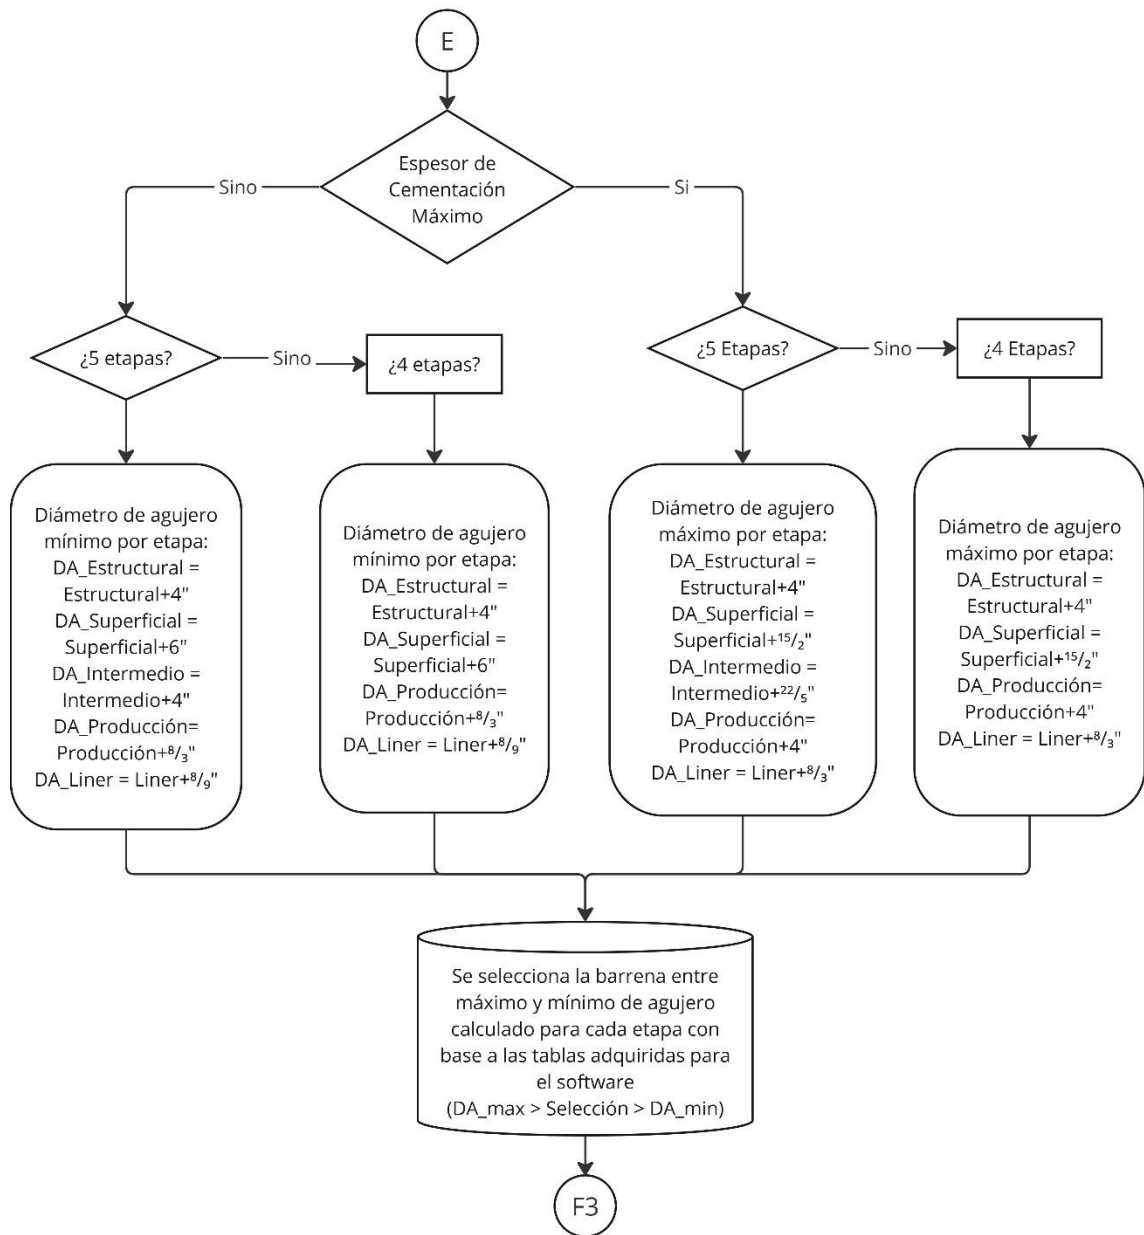 E
Espesor de
Cementación
Máximo
Sino
Si
¿5 etapas?
Sino
¿4 etapas?
¿5 Etapas?
Sino
¿4 Etapas?
Diámetro de agujero
mínimo por etapa:
DA_Estructural =
Estructural+4"
DA_Superficial =
Superficial+6"
DA_Intermedio =
Intermedio+4"
DA_Producción=
Producción+⁸/₃"
DA_Liner = Liner+⁸/₉"
Diámetro de agujero
mínimo por etapa:
DA_Estructural =
Estructural+4"
DA_Superficial =
Superficial+6"
DA_Producción=
Producción+⁸/₃"
DA_Liner = Liner+⁸/₉"
Diámetro de agujero
máximo por etapa:
DA_Estructural =
Estructural+4"
DA_Superficial =
Superficial+¹⁵/₂"
DA_Intermedio =
Intermedio+²²/₅"
DA_Producción=
Producción+4"
DA_Liner = Liner+⁸/₃"
Diámetro de agujero
máximo por etapa:
DA_Estructural =
Estructural+4"
DA_Superficial =
Superficial+¹⁵/₂"
DA_Producción=
Producción+4"
DA_Liner = Liner+⁸/₃"
Se selecciona la barrena entre
máximo y mínimo de agujero
calculado para cada etapa con
base a las tablas adquiridas para
el software
(DA_max > Selección > DA_min)
F3